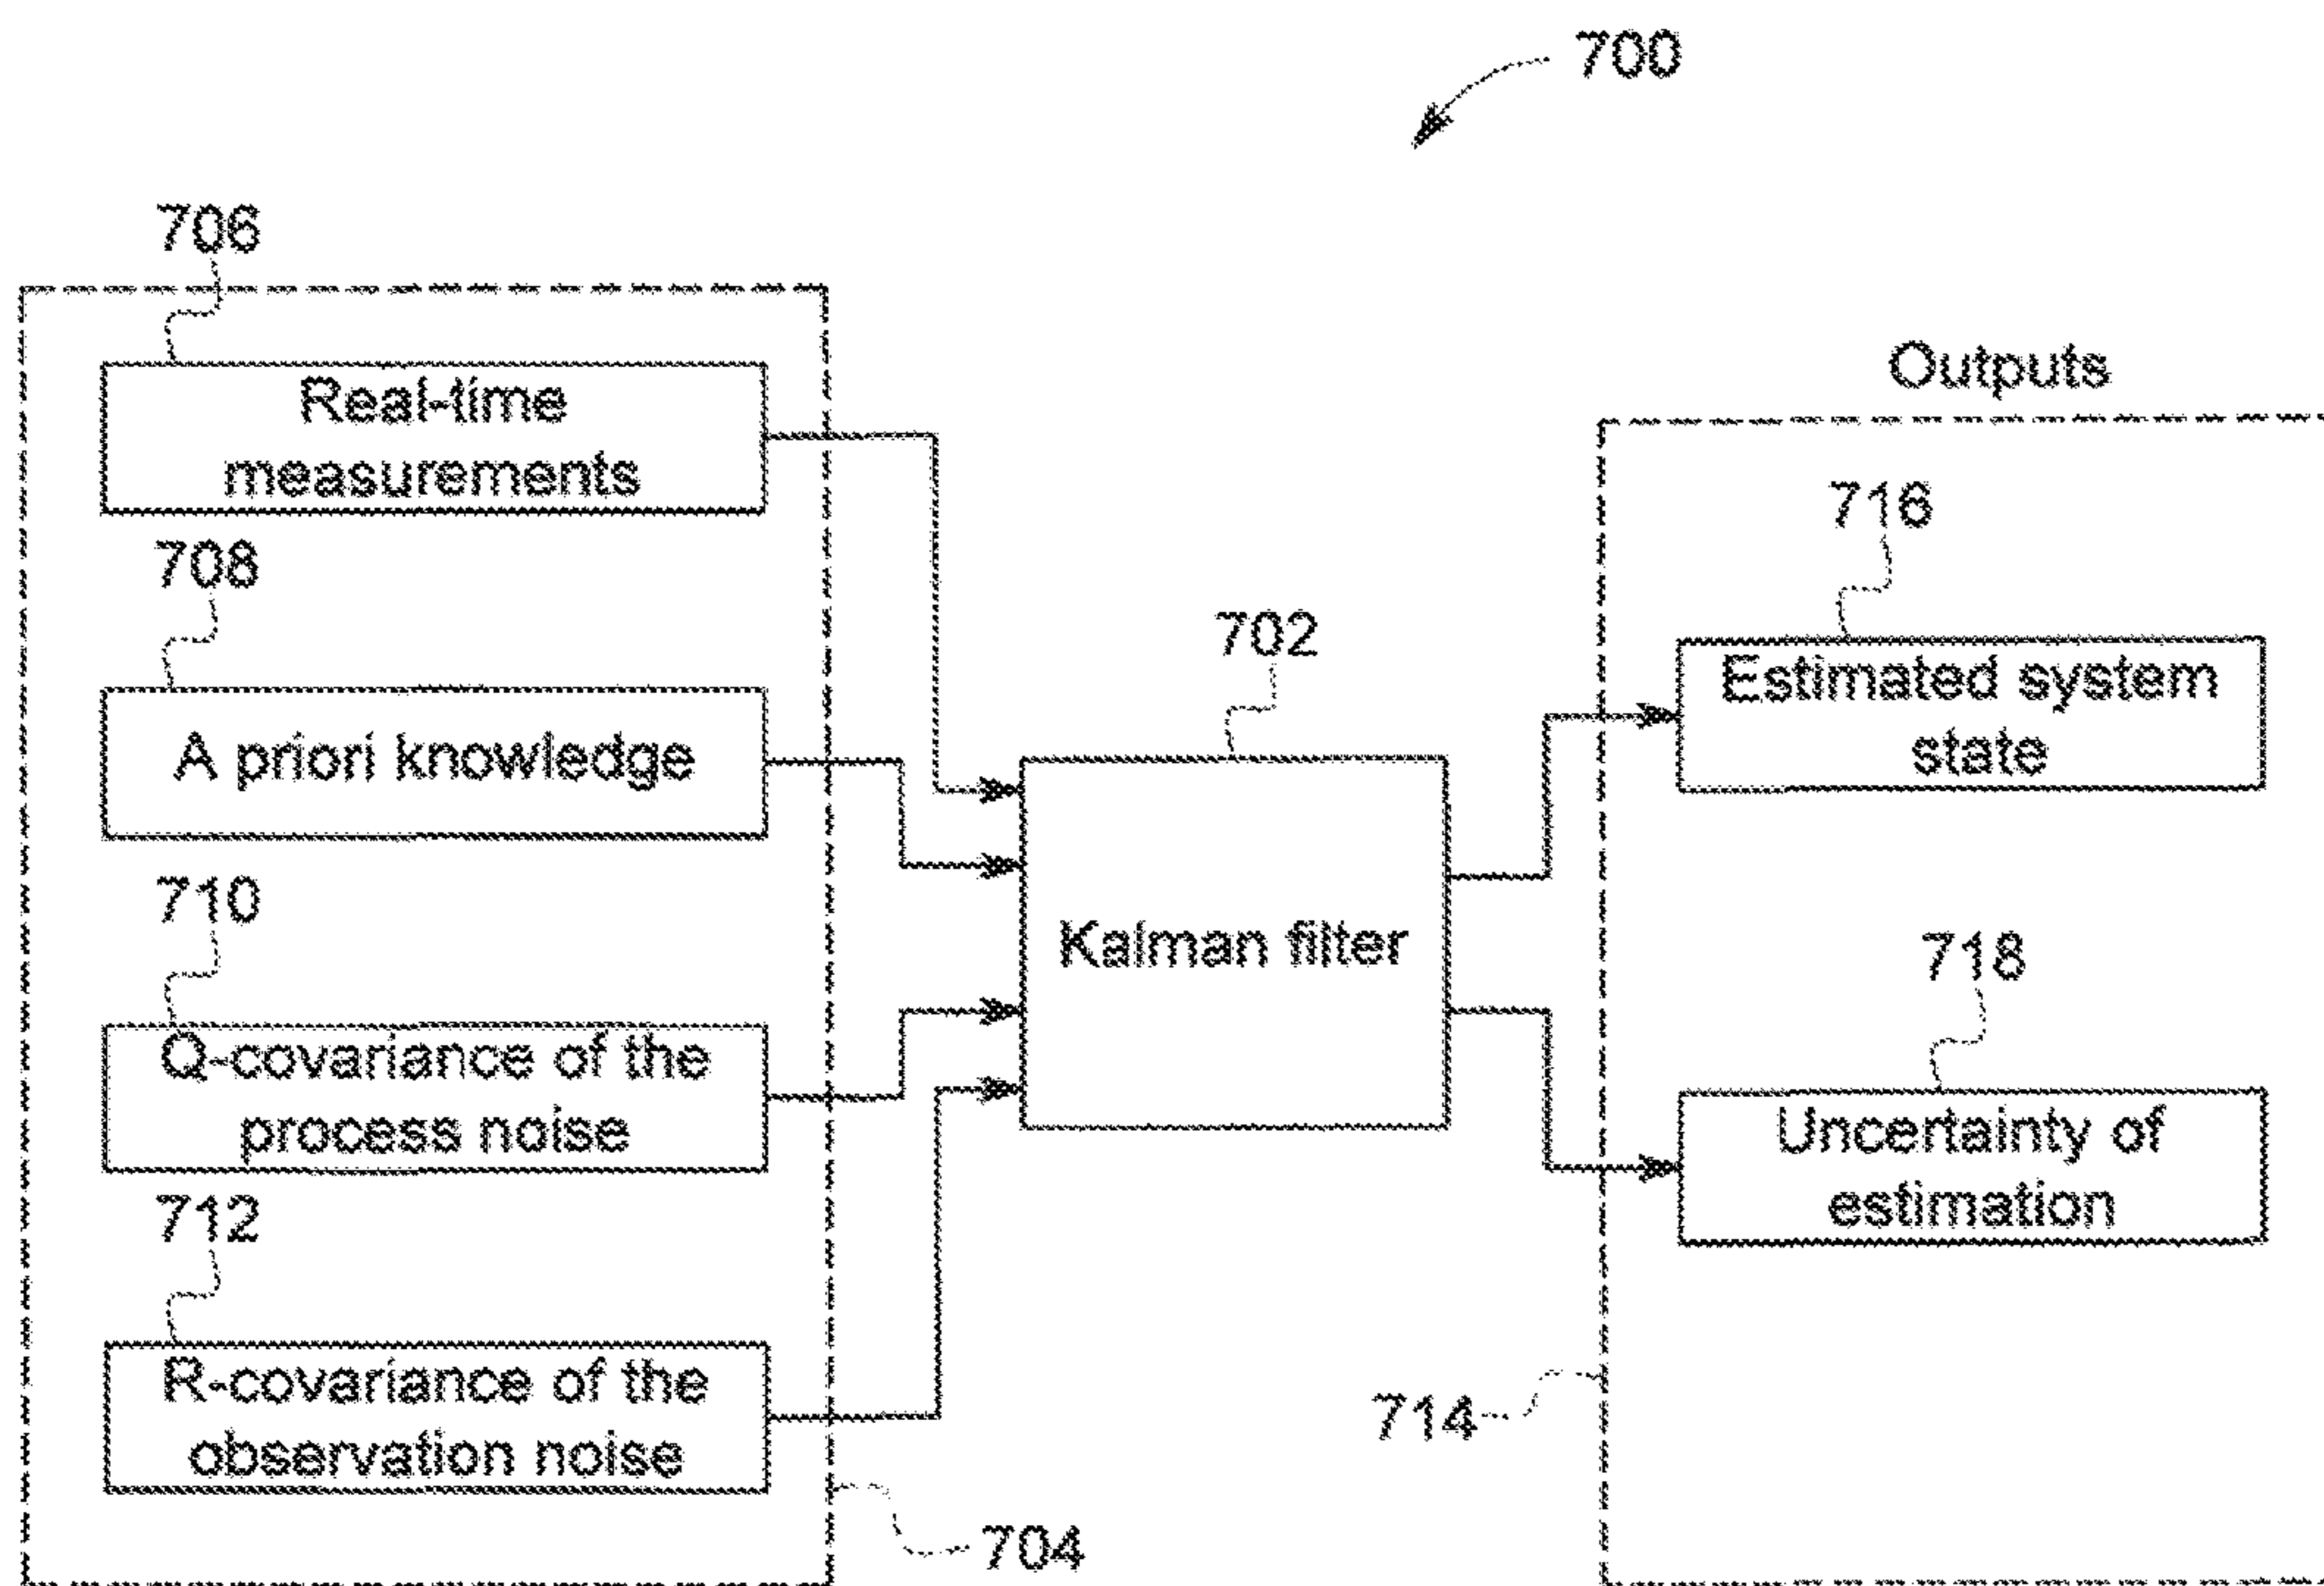 700
706
Real-time
measurements
708
A priori knowledge
710
Q-covariance of the
process noise
712
R-covariance of the
observation noise
704
702
Kalman filter
Outputs
716
Estimated system
state
718
Uncertainty of
estimation
714